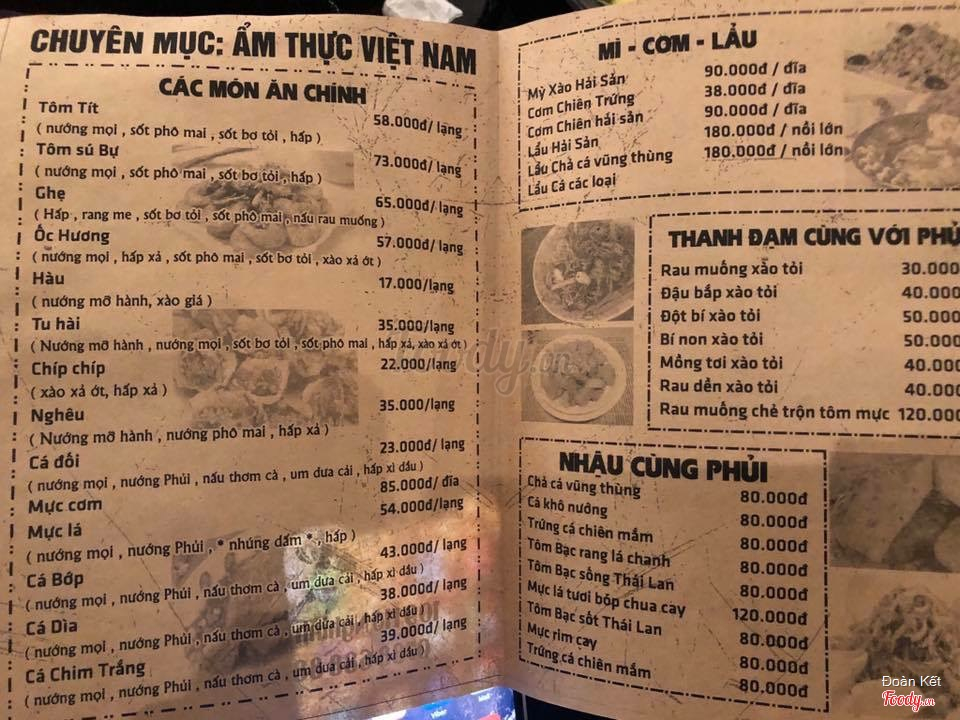 CHUYÊN MỤC: ẨM THỰC VIỆT NAM
CÁC MÓN ĂN CHÍNH
Tôm Tít 58.000đ/ lạng
( nướng mọi , sốt phô mai , sốt bơ tỏi , hấp )
Tôm sú Bự 73.000đ/ lạng
( nướng mọi , sốt phô mai , sốt bơ tỏi , hấp )
Ghẹ 65.000đ/ lạng
( Hấp , rang me , sốt bơ tỏi , sốt phô mai , nấu rau muống )
Ốc Hương 57.000đ/ lạng
( nướng mọi , hấp xả , sốt phô mai , sốt bơ tỏi , xào xả ớt )
Hàu 17.000/lạng
( nướng mỡ hành, xào giá )
Tu hài 35.000/lạng
( Nướng mỡ hành , nướng mọi , sốt bơ tỏi , sốt phô mai , hấp xả, xào xả ớt )
Chíp chíp 22.000/lạng
( xào xả ớt, hấp xả )
Nghêu 35.000/lạng
( Nướng mỡ hành , nướng phô mai , hấp xả )
Cá đối 23.000đ/ lạng
( nướng mọi , nướng Phủi , nấu thơm cà , um dưa cải , hấp xì dầu )
Mực cơm 85.000đ/ dĩa
Mực lá 54.000đ/ lạng
( nướng mọi , nướng Phủi , * nhúng dấm * , hấp )
Cá Bớp 43.000đ/ lạng
( nướng mọi , nướng Phủi , nấu thơm cà , um dưa cải , hấp xì dầu )
Cá Dìa 38.000đ/ lạng
( nướng mọi , nướng Phủi , nấu thơm cà , um dưa cải , hấp xì dầu )
Cá Chim Trắng 39.000đ/ lạng
( nướng mọi , nướng Phủi , nấu thơm cà , um dưa cải , hấp xì dầu )
MÌ - CƠM - LẨU
Mỳ Xào Hải Sản 90.000đ / đĩa
Cơm Chiên Trứng 38.000đ / đĩa
Cơm Chiên hải sản 90.000đ / đĩa
Lẩu Hải Sản 180.000đ / nồi lớn
Lẩu Chả cá vũng thùng 180.000đ / nồi lớn
Lẩu Cá các loại
THANH ĐẠM CÙNG VỚI PHỦ
Rau muống xào tỏi 30.000
Đậu bắp xào tỏi 40.000
Đột bí xào tỏi 50.000
Bí non xào tỏi 50.000
Mồng tơi xào tỏi 40.000
Rau dền xào tỏi 40.000
Rau muống chẻ trộn tôm mực 120.000
NHẬU CÙNG PHỦI
Chả cá vũng thùng 80.000đ
Cá khô nướng 80.000đ
Trứng cá chiên mắm 80.000đ
Tôm Bạc rang lá chanh 80.000đ
Tôm Bạc sống Thái Lan 80.000đ
Mực lá tươi bóp chua cay 120.000đ
Tôm Bạc sốt Thái Lan 80.000đ
Mực rim cay 80.000đ
Trứng cá chiên mắm 80.000đ
Foody.vn
Viber
Đoàn Kết
Foody.vn